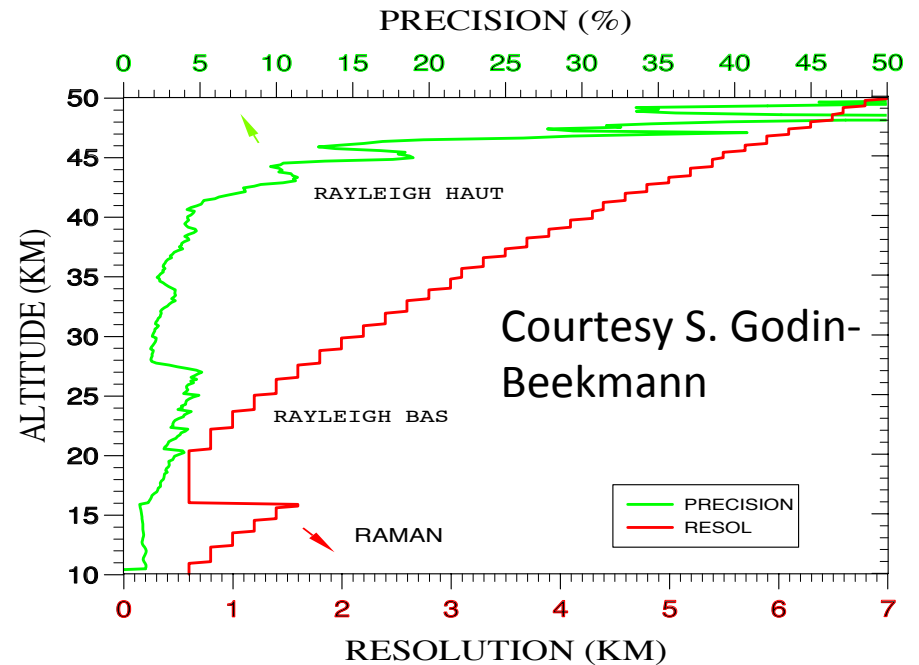 PRECISION (%)
0 5 10 15 20 25 30 35 40 45 50
50
45
40
35
30
25
20
15
10
ALTITUDE (KM)
RAYLEIGH HAUT
Courtesy S. Godin-
Beekmann
RAYLEIGH BAS
RAMAN
PRECISION
RESOL
0 1 2 3 4 5 6 7
RESOLUTION (KM)